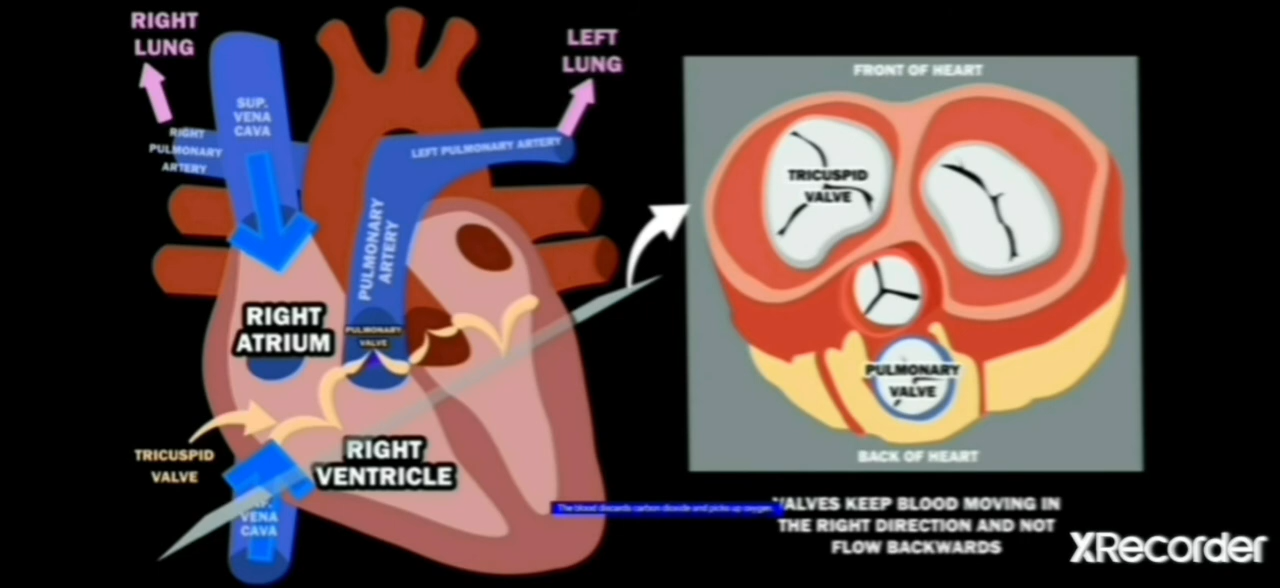 RIGHT
LUNG
LEFT
LUNG
SUP.
VENA
CAVA
RIGHT
PULMONARY
ARTERY
LEFT PULMONARY ARTERY
PULMONARY
ARTERY
PULMONARY
VALVE
RIGHT
ATRIUM
TRICUSPID
VALVE
RIGHT
VENTRICLE
VENA
CAVA
FRONT OF HEART
TRICUSPID
VALVE
PULMONARY
VALVE
BACK OF HEART
The blood discards carbon dioxide and picks up oxygen.
VALVES KEEP BLOOD MOVING IN
THE RIGHT DIRECTION AND NOT
FLOW BACKWARDS
XRecorder